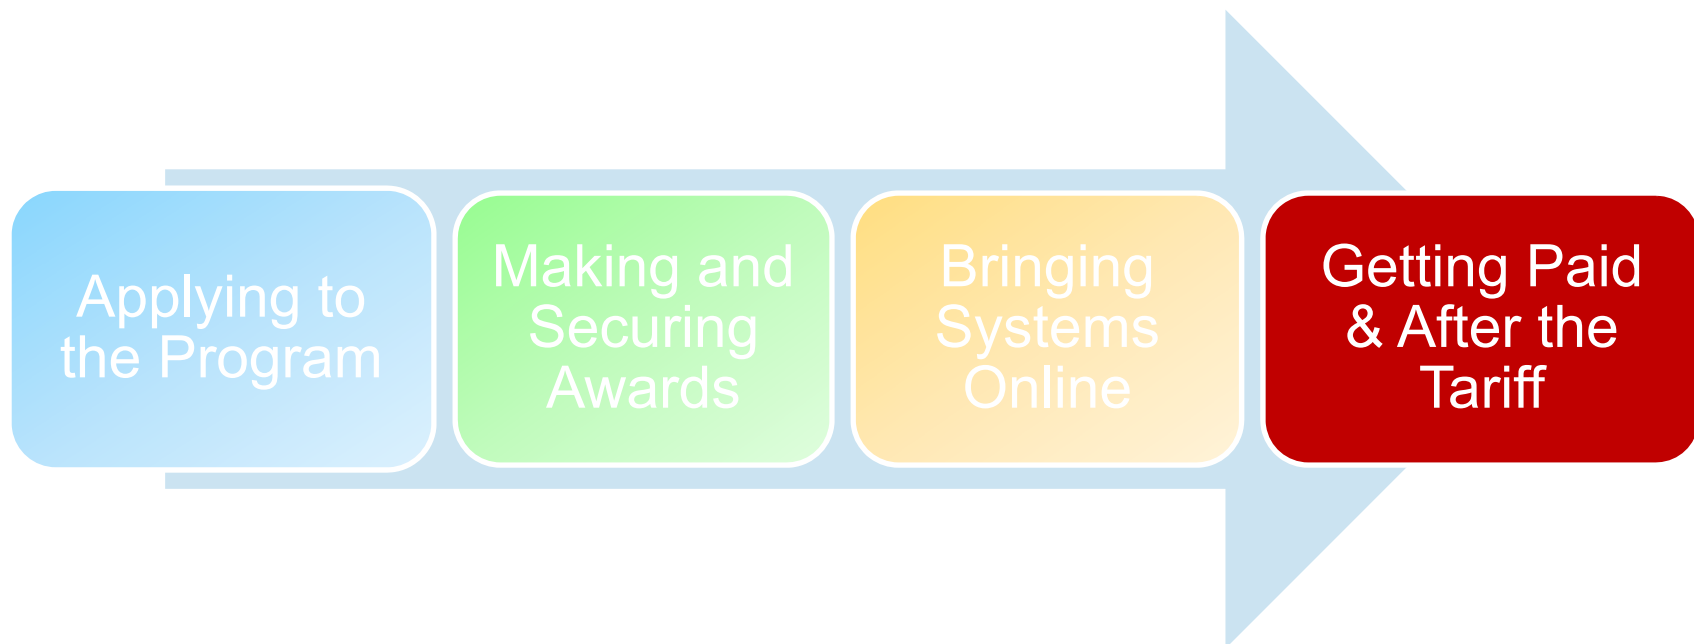 Applying to
the Program
Making and
Securing
Awards
Bringing
Systems
Online
Getting Paid
& After the
Tariff